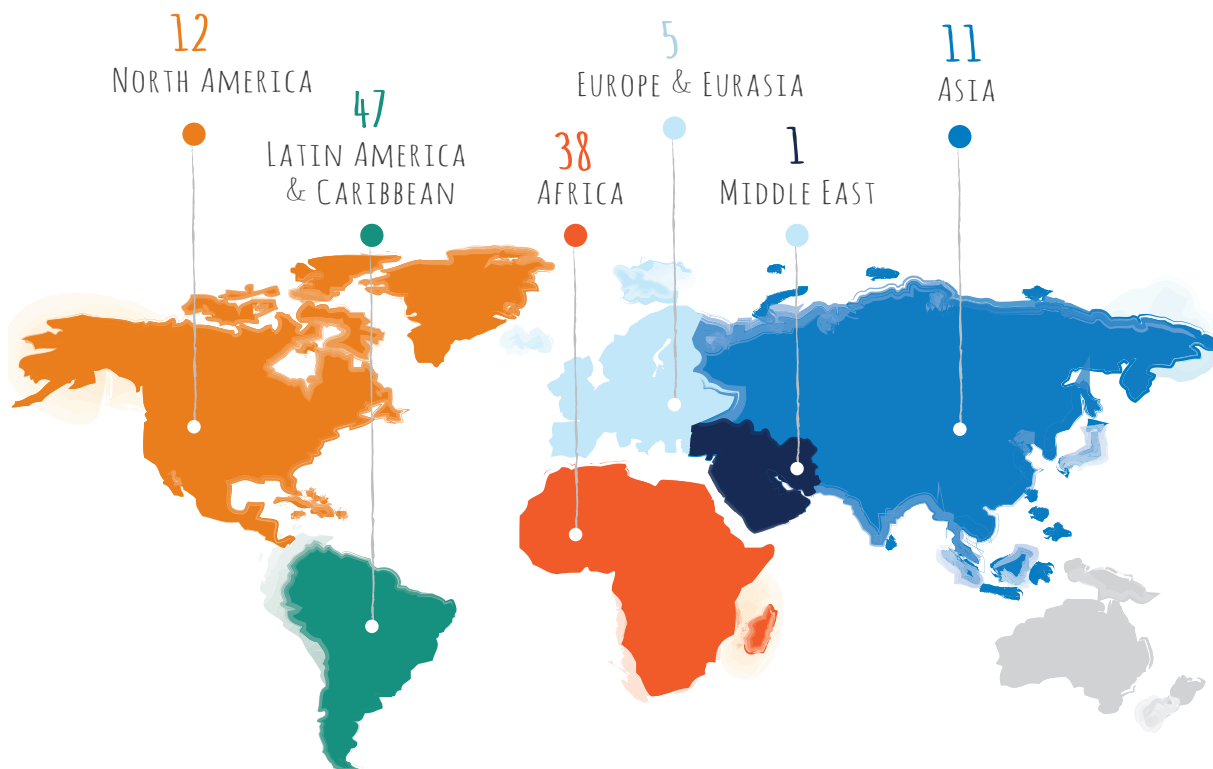 12
NORTH AMERICA
47
LATIN AMERICA
& CARIBBEAN
38
AFRICA
5
EUROPE & EURASIA
1
MIDDLE EAST
11
ASIA